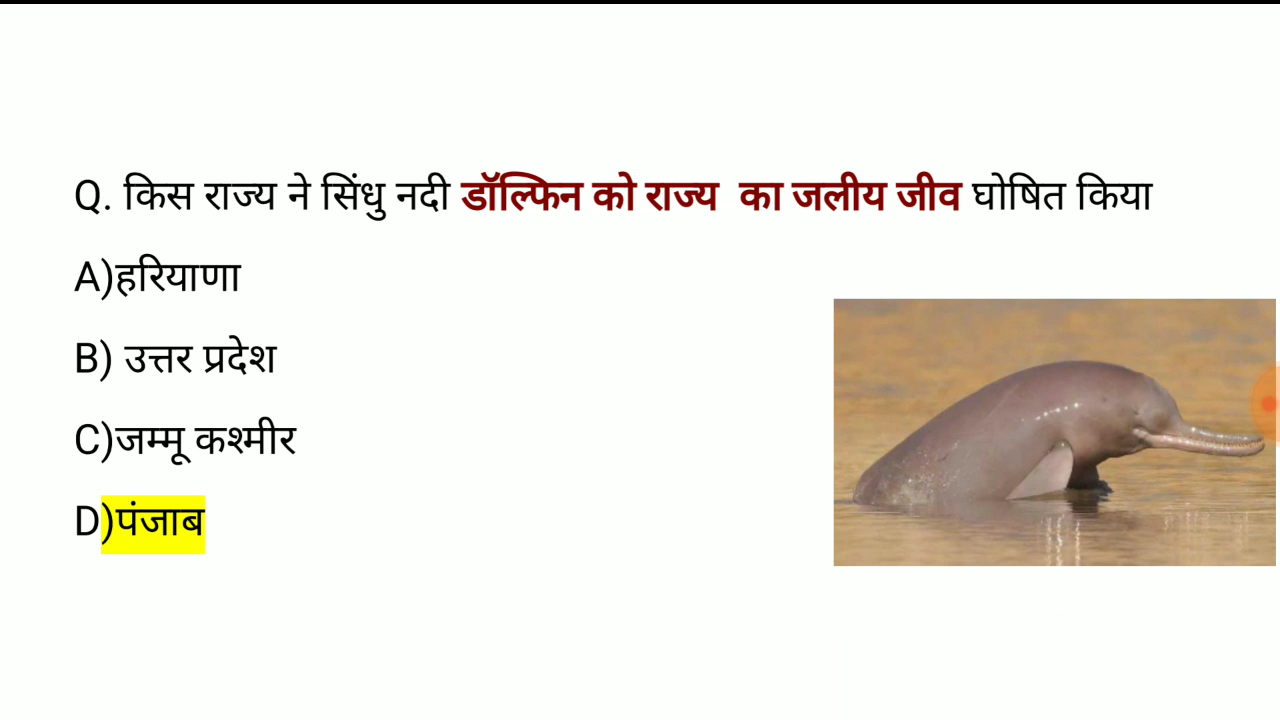 Q. किस राज्य ने सिंधु नदी डॉल्फिन को राज्य  का जलीय जीव घोषित किया
A)हरियाणा
B) उत्तर प्रदेश
C)जम्मू कश्मीर
D)पंजाब